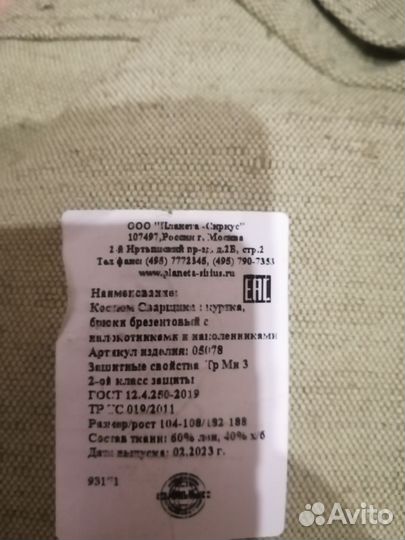 ООО "Планета -Сириус"
107497,Россия г. Москва
2-й Иртышский пр-зд, д.2Б, стр.2
Тел факс: (495) 7772345, (495) 790-7353
www.planeta-sirius.ru
ЕАС
Наименование:
Костюм Сварщика : куртка,
брюки брезентовый с
налокотниками и наколенниками
Артикул изделия: 05078
Защитные свойства Тр Ми З
2-ой класс защиты
ГОСТ 12.4.250-2019
ТР ТС 019/2011
Размер/рост 104-108/182-188
Состав ткани: 60% лен, 40% х/б
Дата выпуска: 02.2023 г.
Avito